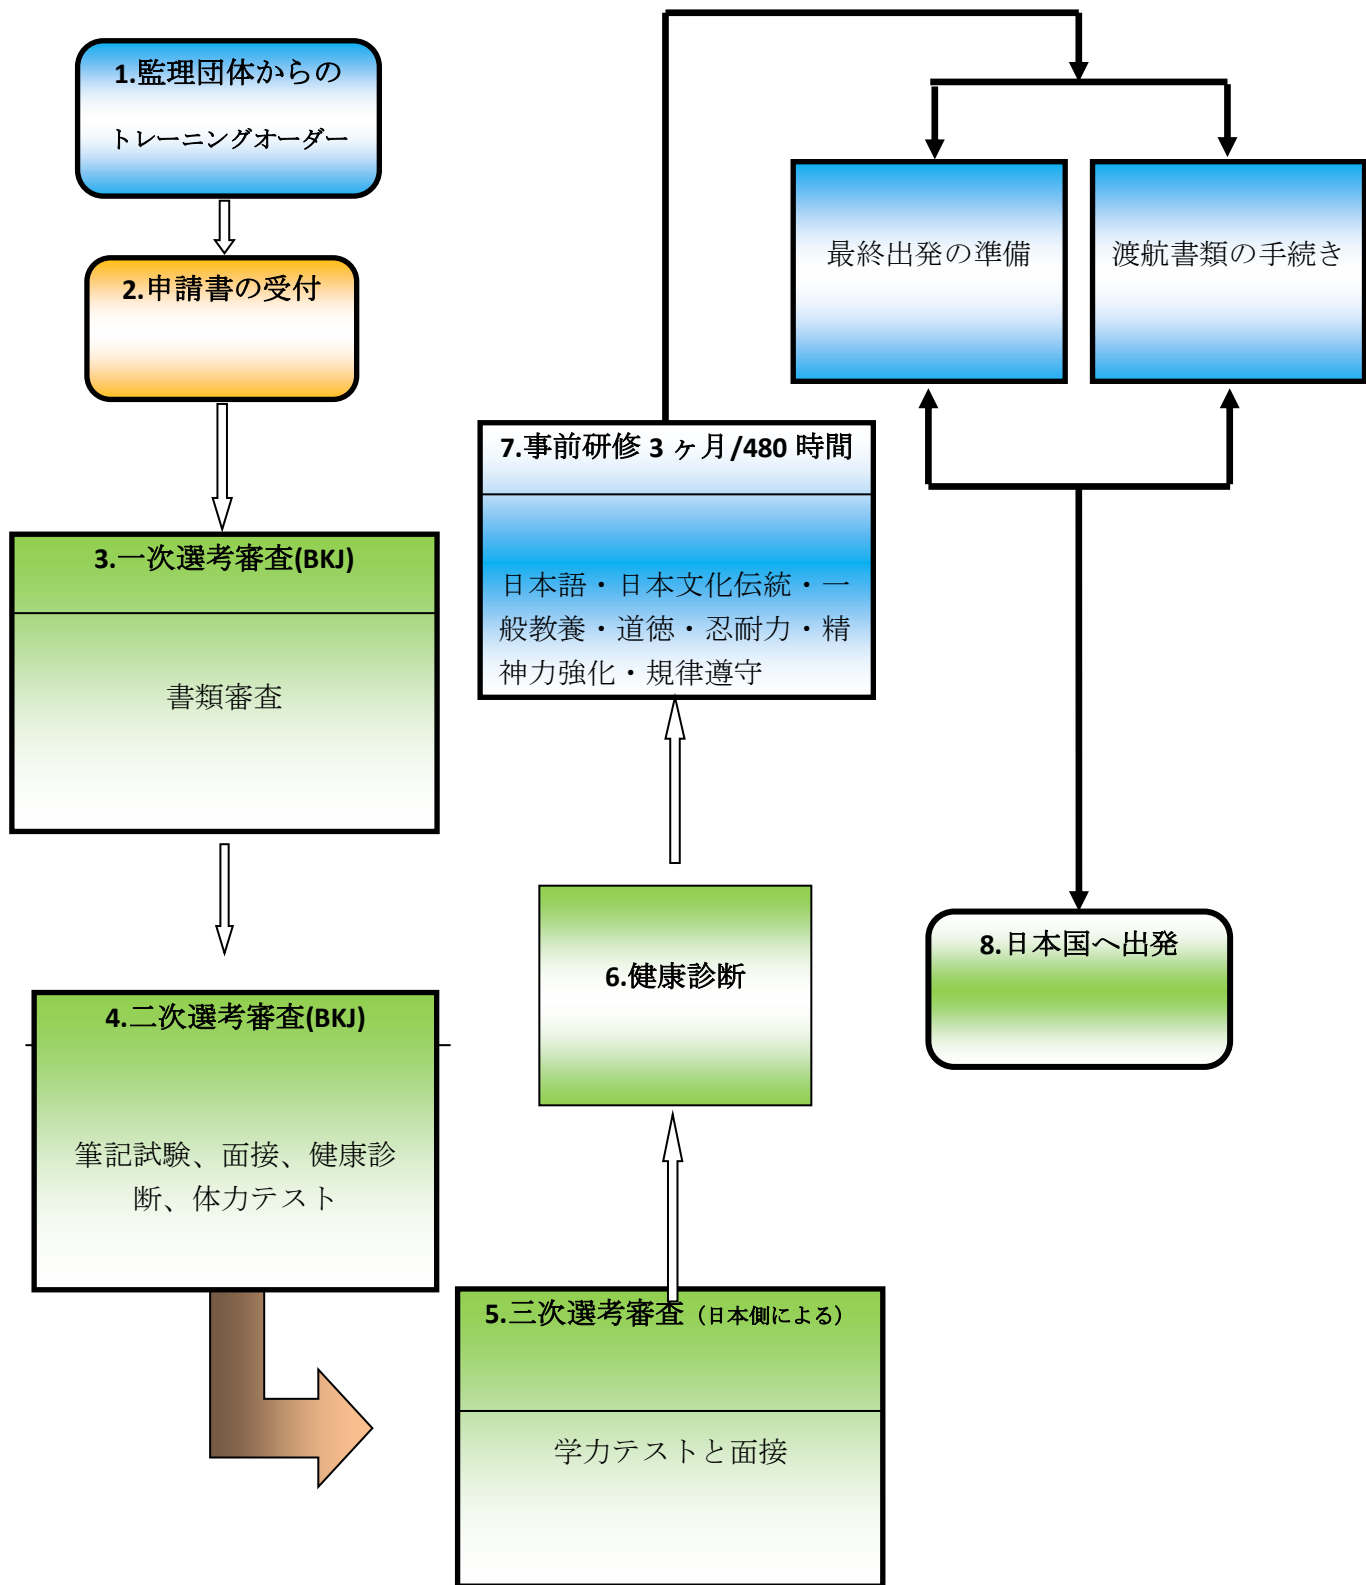 1.監理団体からの
トレーニングオーダー
2.申請書の受付
3.一次選考審査(BKJ)
書類審査
4.二次選考審査(BKJ)
筆記試験、面接、健康診
断、体力テスト
5.三次選考審査（日本側による）
学力テストと面接
6.健康診断
7.事前研修 3 ヶ月/480 時間
日本語・日本文化伝統・一
般教養・道徳・忍耐力・精
神力強化・規律遵守
最終出発の準備
渡航書類の手続き
8.日本国へ出発